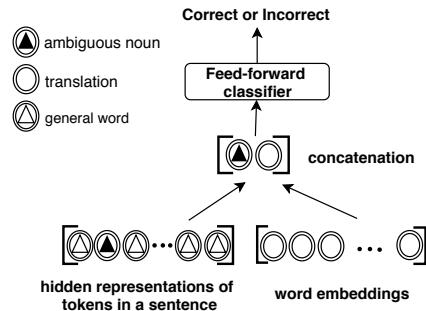 Correct or Incorrect
ambiguous noun
translation
general word
Feed-forward
classifier
concatenation
hidden representations of
tokens in a sentence
word embeddings